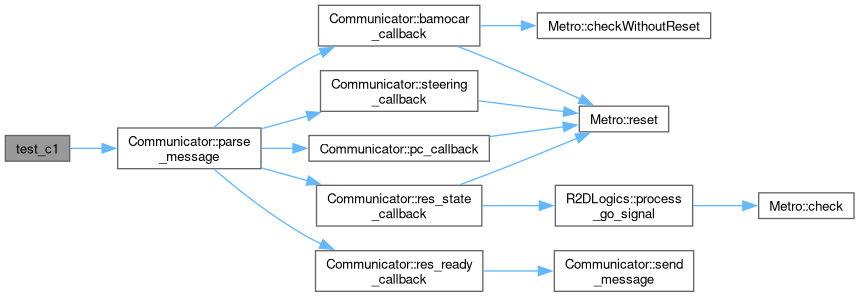 test_c1
Communicator::parse
_message
Communicator::bamocar
_callback
Communicator::steering
_callback
Communicator::pc_callback
Communicator::res_state
_callback
Communicator::res_ready
_callback
Metro::checkWithoutReset
Metro::reset
R2DLogics::process
_go_signal
Communicator::send
_message
Metro::check